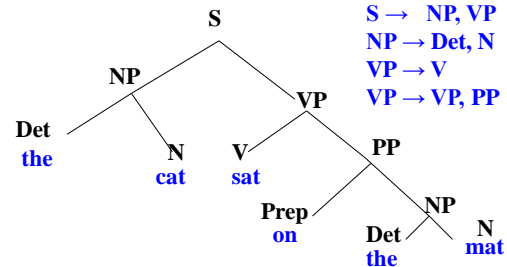 S
S → NP, VP
NP → Det, N
VP → V
VP → VP, PP
NP
VP
Det
the
N
cat
V
sat
PP
Prep
on
NP
Det
the
N
mat